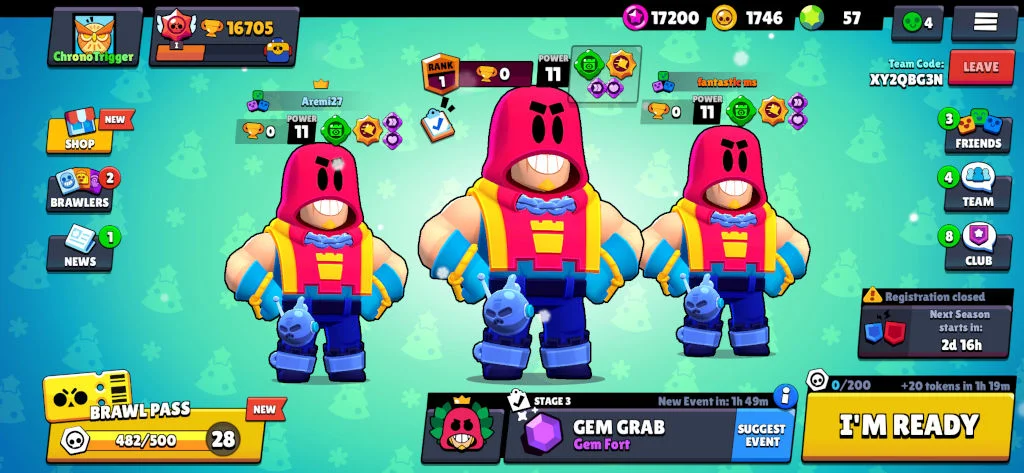 ChronoTrigger
I
16705
17200
1746
57
4
Team Code:
XY2QBG3N
LEAVE
RANK
1
0
POWER
11
Aremi27
0
POWER
11
fantastic ms
0
POWER
11
SHOP
NEW
BRAWLERS
2
NEWS
1
3
FRIENDS
4
TEAM
8
CLUB
Registration closed
Next Season
starts in:
2d 16h
BRAWL PASS
NEW
482/500
28
STAGE 3
New Event in: 1h 49m
i
GEM GRAB
Gem Fort
SUGGEST
EVENT
0/200
+20 tokens in 1h 19m
I'M READY